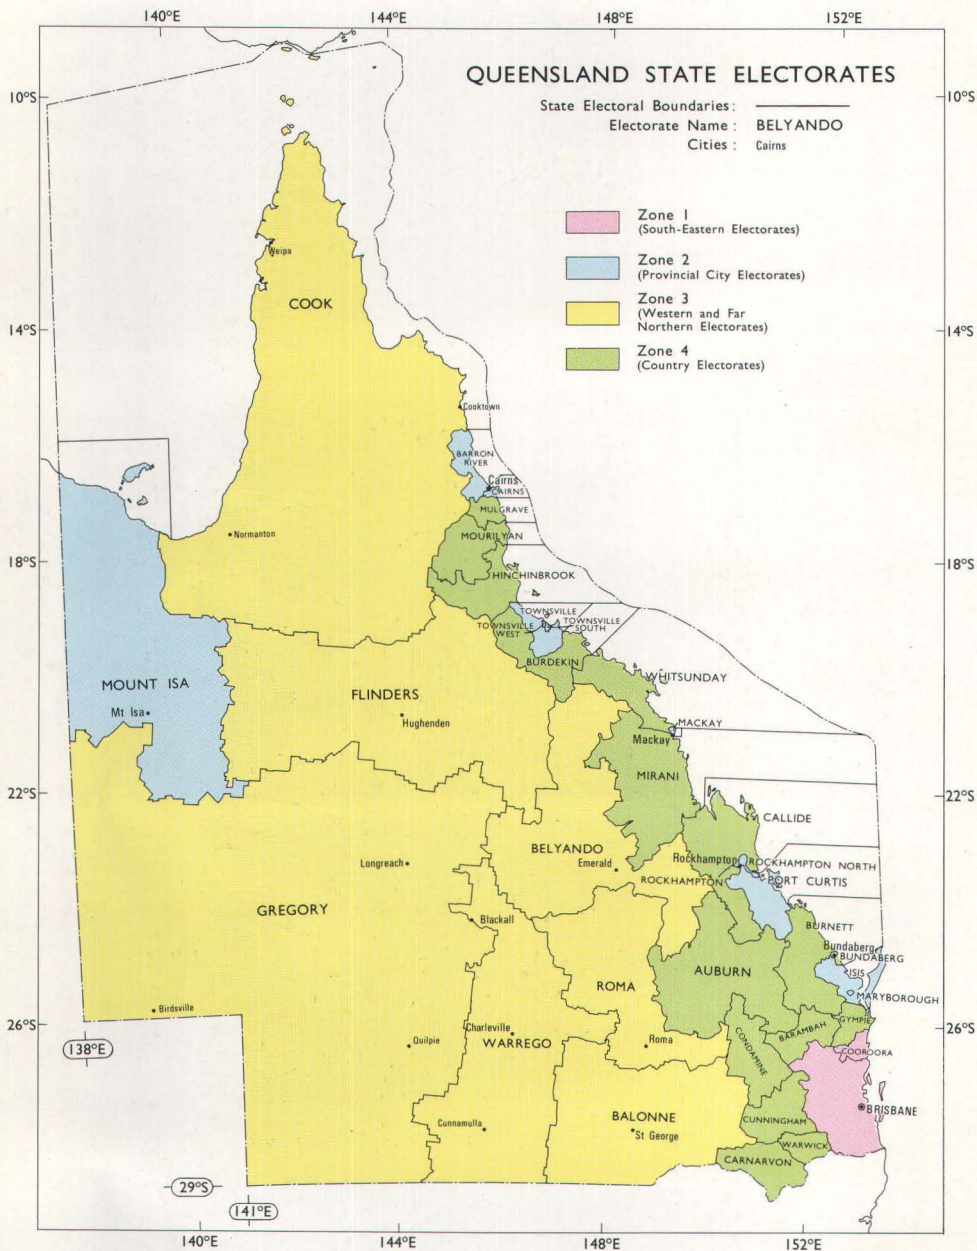 140°E
144°E
148°E
152°E
QUEENSLAND STATE ELECTORATES
State Electoral Boundaries:
Electorate Name : BELYANDO
Cities : Cairns
10°S
10°S
Zone 1
(South-Eastern Electorates)
Zone 2
(Provincial City Electorates)
Zone 3
(Western and Far
Northern Electorates)
Zone 4
(Country Electorates)
Weipa
COOK
14°S
14°S
Cooktown
BARRON
RIVER
Cairns
CAIRNS
MULGRAVE
Normanton
MOURILYAN
18°S
18°S
HINCHINBROOK
TOWNSVILLE
TOWNSVILLE
WEST
TOWNSVILLE
SOUTH
BURDEKIN
WHITSUNDAY
MOUNT ISA
Mt Isa
FLINDERS
Hughenden
MACKAY
Mackay
MIRANI
22°S
22°S
CALLIDE
BELYANDO
Emerald
Longreach
Rockhampton
ROCKHAMPTON NORTH
ROCKHAMPTON
PORT CURTIS
GREGORY
Blackall
BURNETT
Bundaberg
BUNDABERG
AUBURN
ISIS
ROMA
MARYBOROUGH
Birdsville
GYMPIE
26°S
26°S
BARAMBAH
Charleville
WARREGO
Quilpie
Roma
CONDAMINE
COOROORA
138°E
BALONNE
St George
Cunnamulla
BRISBANE
CUNNINGHAM
WARWICK
CARNARVON
29°S
141°E
140°E
144°E
148°E
152°E